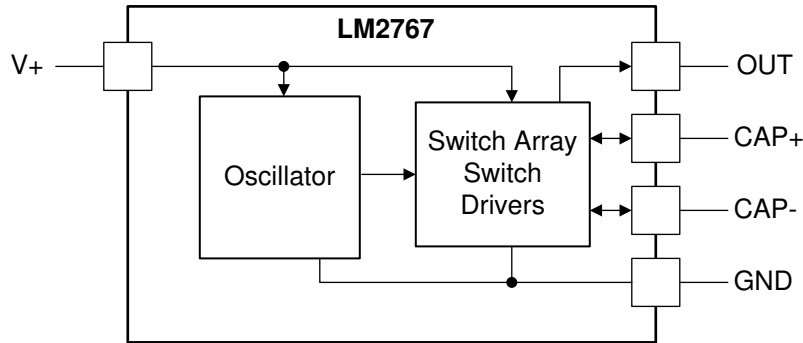 LM2767
V+
OUT
Oscillator
Switch Array
Switch
Drivers
CAP+
CAP-
GND